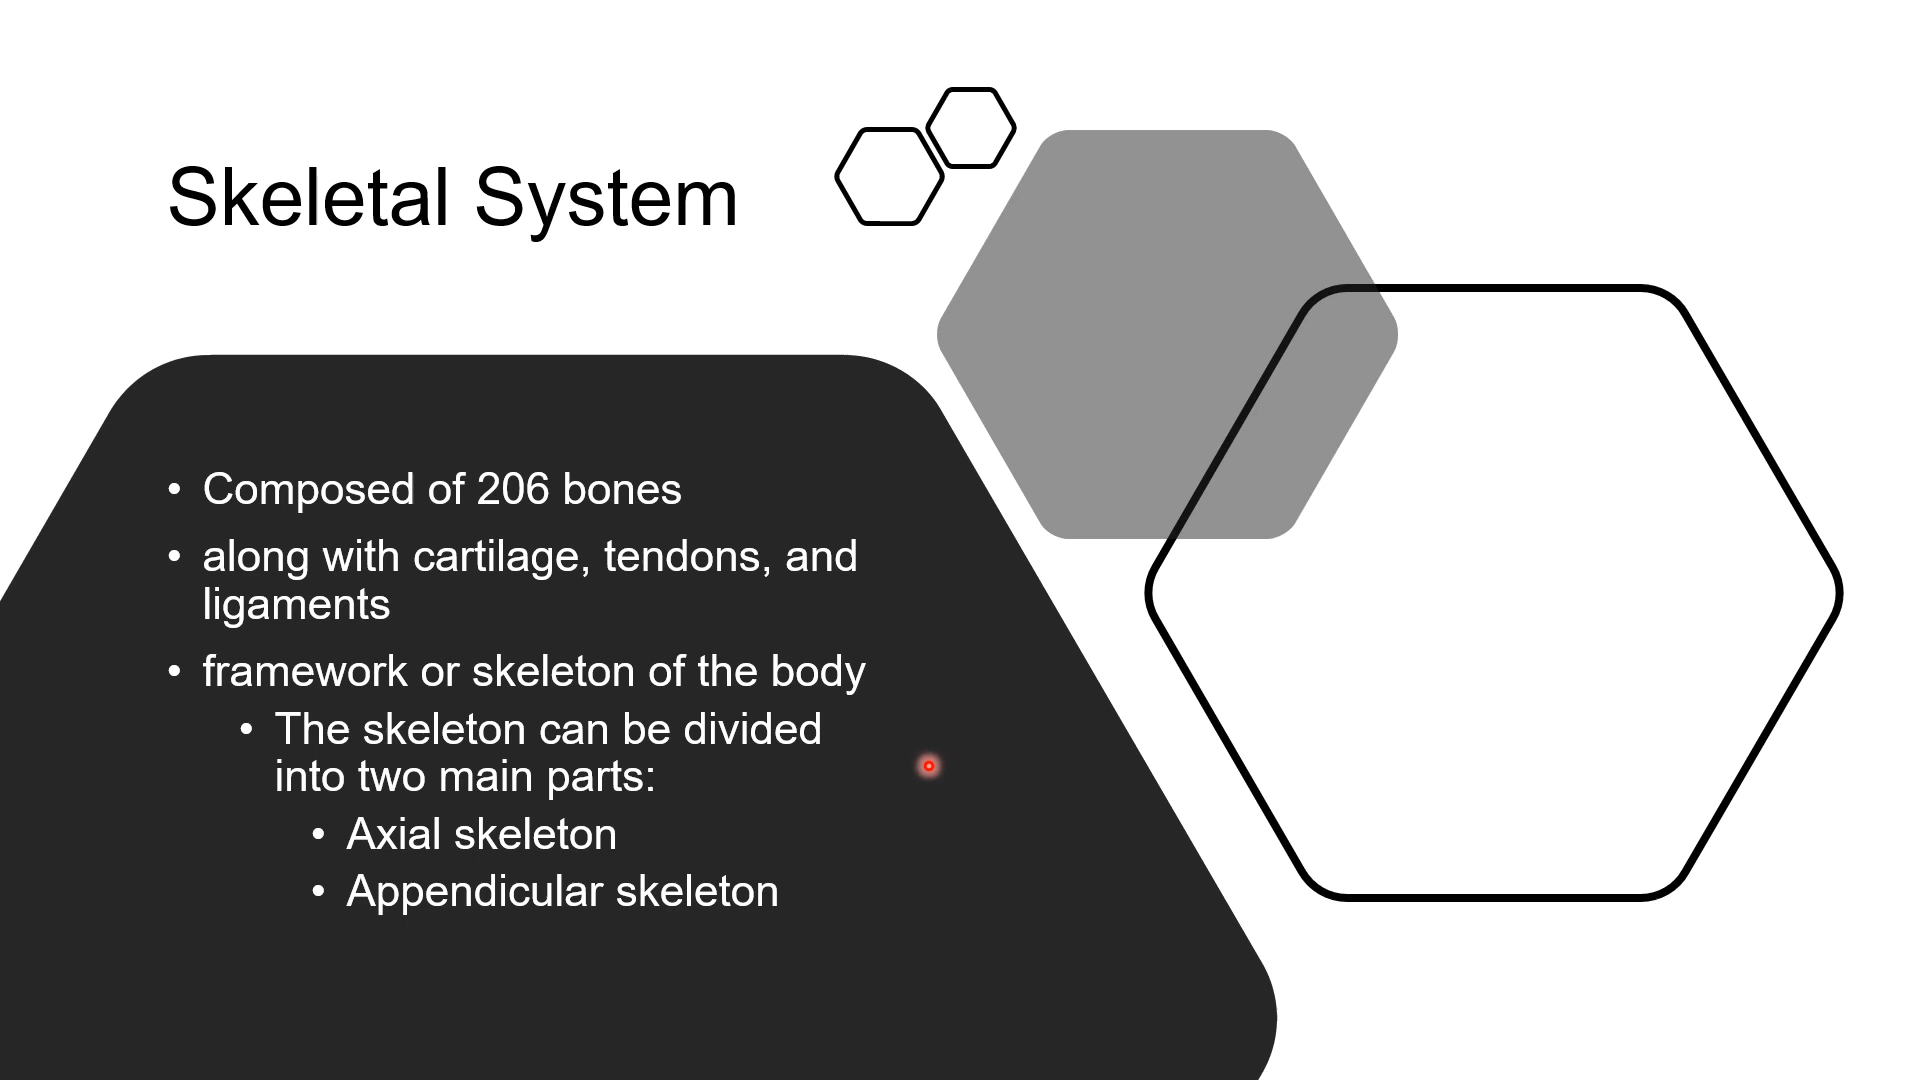 Skeletal System
• Composed of 206 bones
• along with cartilage, tendons, and
ligaments
• framework or skeleton of the body
• The skeleton can be divided
into two main parts:
• Axial skeleton
• Appendicular skeleton